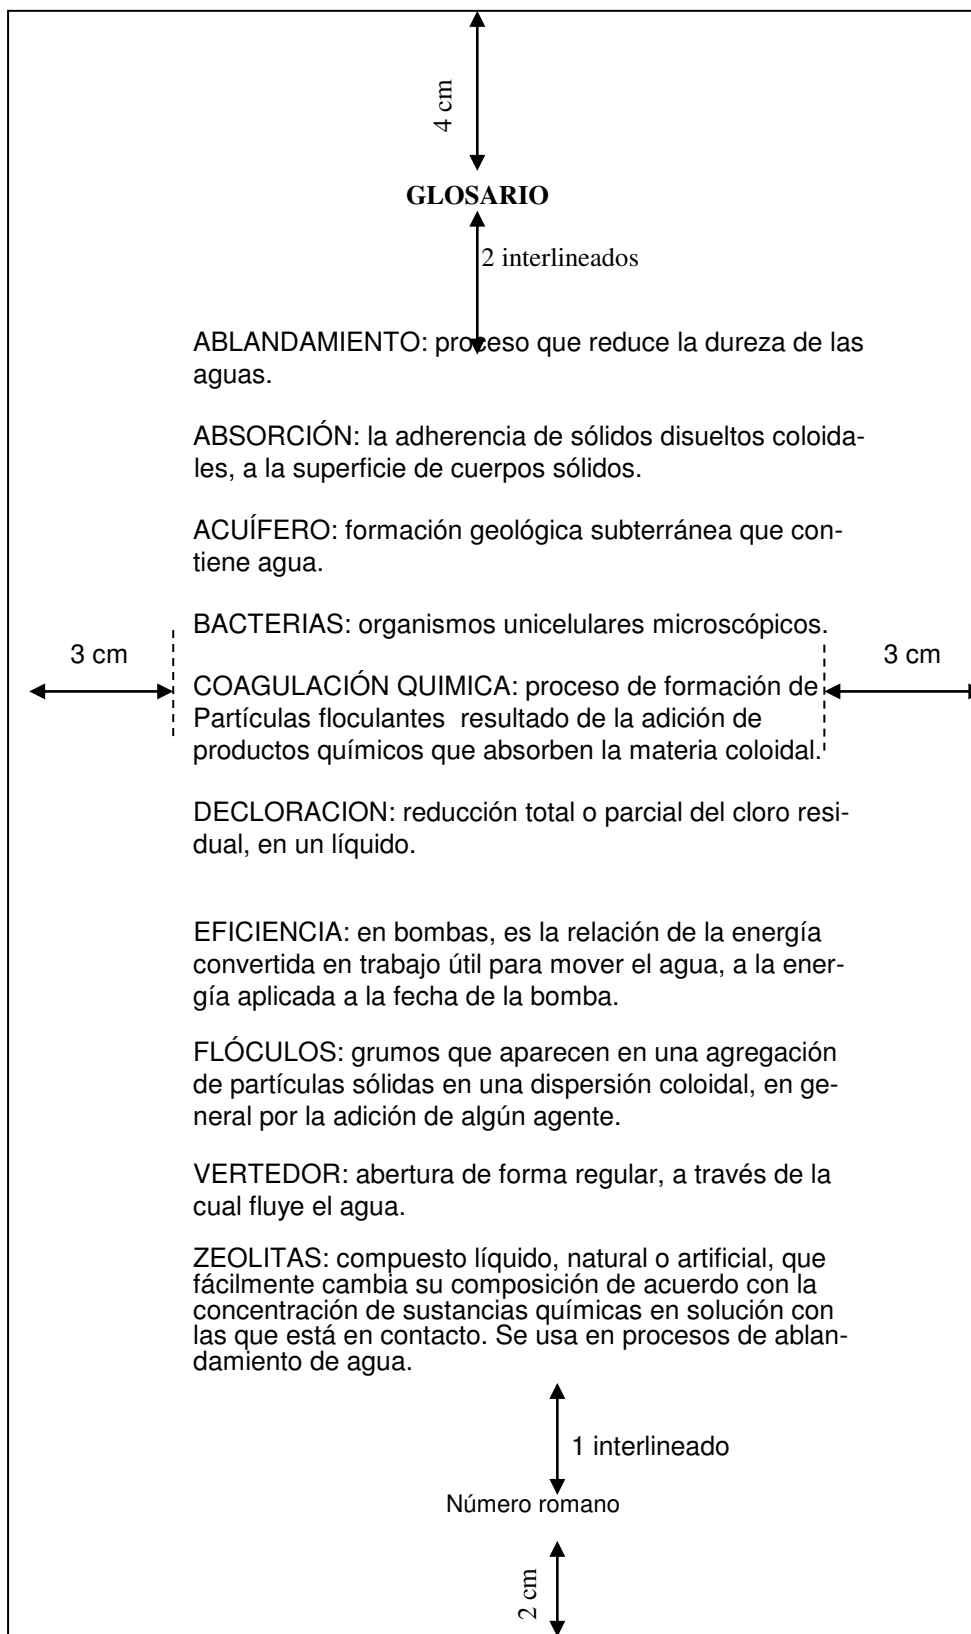 4 cm
GLOSARIO
2 interlineados
ABLANDAMIENTO: proceso que reduce la dureza de las
aguas.
ABSORCIÓN: la adherencia de sólidos disueltos coloida-
les, a la superficie de cuerpos sólidos.
ACUÍFERO: formación geológica subterránea que con-
tiene agua.
BACTERIAS: organismos unicelulares microscópicos.
3 cm
3 cm
COAGULACIÓN QUIMICA: proceso de formación de
Partículas floculantes  resultado de la adición de
productos químicos que absorben la materia coloidal.
DECLORACION: reducción total o parcial del cloro resi-
dual, en un líquido.
EFICIENCIA: en bombas, es la relación de la energía
convertida en trabajo útil para mover el agua, a la ener-
gía aplicada a la fecha de la bomba.
FLÓCULOS: grumos que aparecen en una agregación
de partículas sólidas en una dispersión coloidal, en ge-
neral por la adición de algún agente.
VERTEDOR: abertura de forma regular, a través de la
cual fluye el agua.
ZEOLITAS: compuesto líquido, natural o artificial, que
fácilmente cambia su composición de acuerdo con la
concentración de sustancias químicas en solución con
las que está en contacto. Se usa en procesos de ablan-
damiento de agua.
1 interlineado
Número romano
2 cm